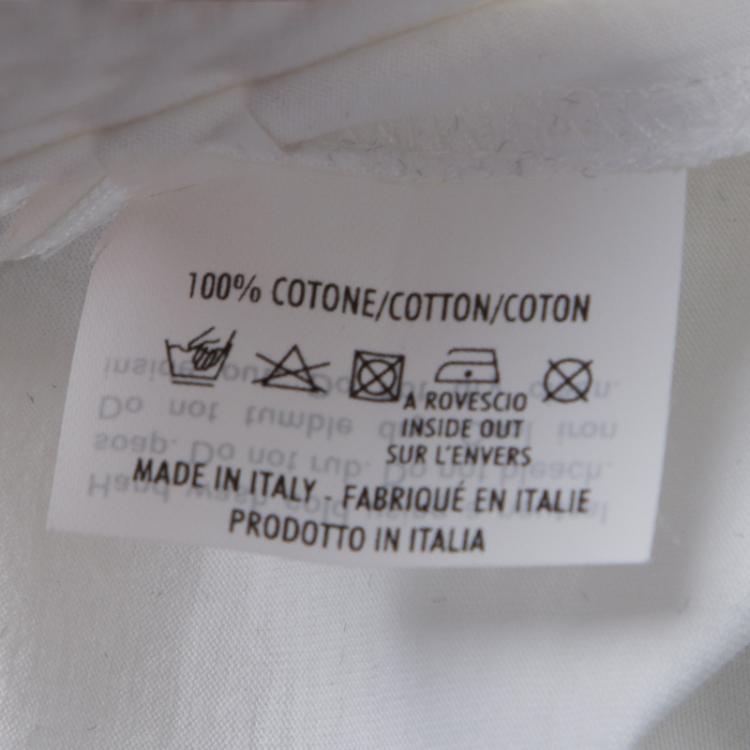 100% COTONE/COTTON/COTON
A ROVESCIO
INSIDE OUT
SUR L'ENVERS
MADE IN ITALY - FABRIQUÉ EN ITALIE
PRODOTTO IN ITALIA